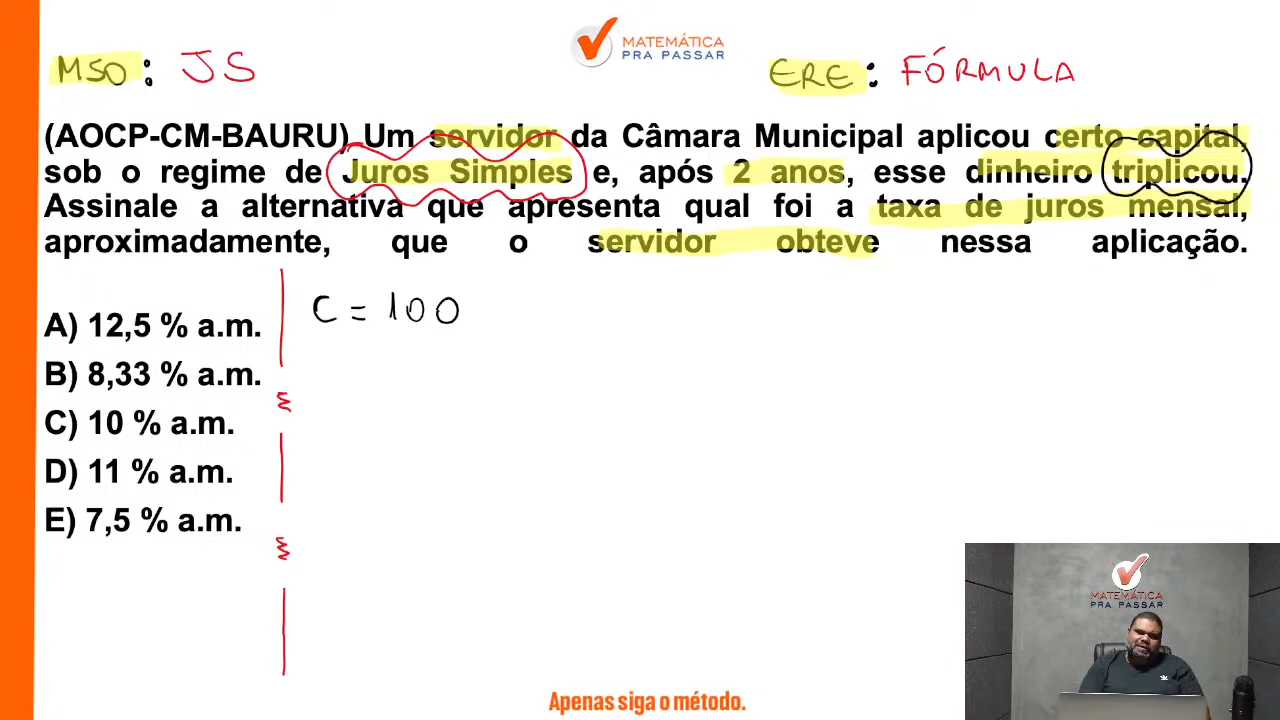 MATEMÁTICA
PRA PASSAR
MSO: JS
ERE: FÓRMULA
(AOCP-CM-BAURU) Um servidor da Câmara Municipal aplicou certo capital,
sob o regime de Juros Simples e, após 2 anos, esse dinheiro triplicou.
Assinale a alternativa que apresenta qual foi a taxa de juros mensal,
aproximadamente, que o servidor obteve nessa aplicação.
C = 100
A) 12,5 % a.m.
B) 8,33 % a.m.
C) 10 % a.m.
D) 11 % a.m.
E) 7,5 % a.m.
MATEMÁTICA
PRA PASSAR
Apenas siga o método.